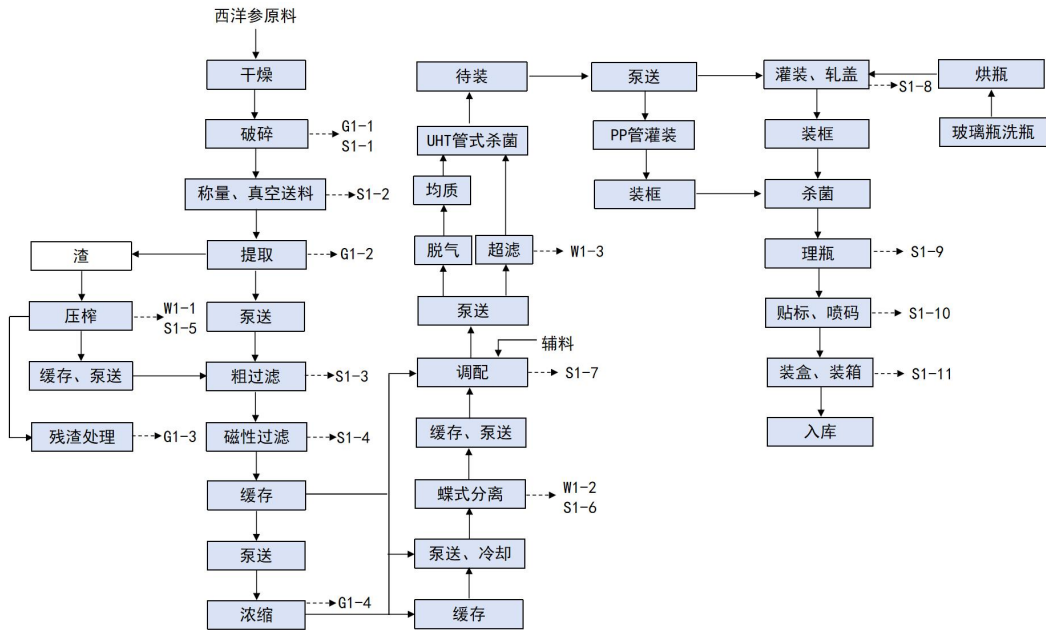 西洋参原料
干燥
破碎
G1-1
S1-1
称量、真空送料
S1-2
提取
G1-2
渣
压榨
W1-1
S1-5
缓存、泵送
残渣处理
G1-3
泵送
粗过滤
S1-3
磁性过滤
S1-4
缓存
泵送
浓缩
G1-4
缓存
泵送、冷却
蝶式分离
W1-2
S1-6
缓存、泵送
调配
辅料
S1-7
泵送
脱气
均质
超滤
W1-3
UHT管式杀菌
待装
泵送
PP管灌装
装框
灌装、轧盖
S1-8
烘瓶
玻璃瓶洗瓶
装框
杀菌
理瓶
S1-9
贴标、喷码
S1-10
装盒、装箱
S1-11
入库